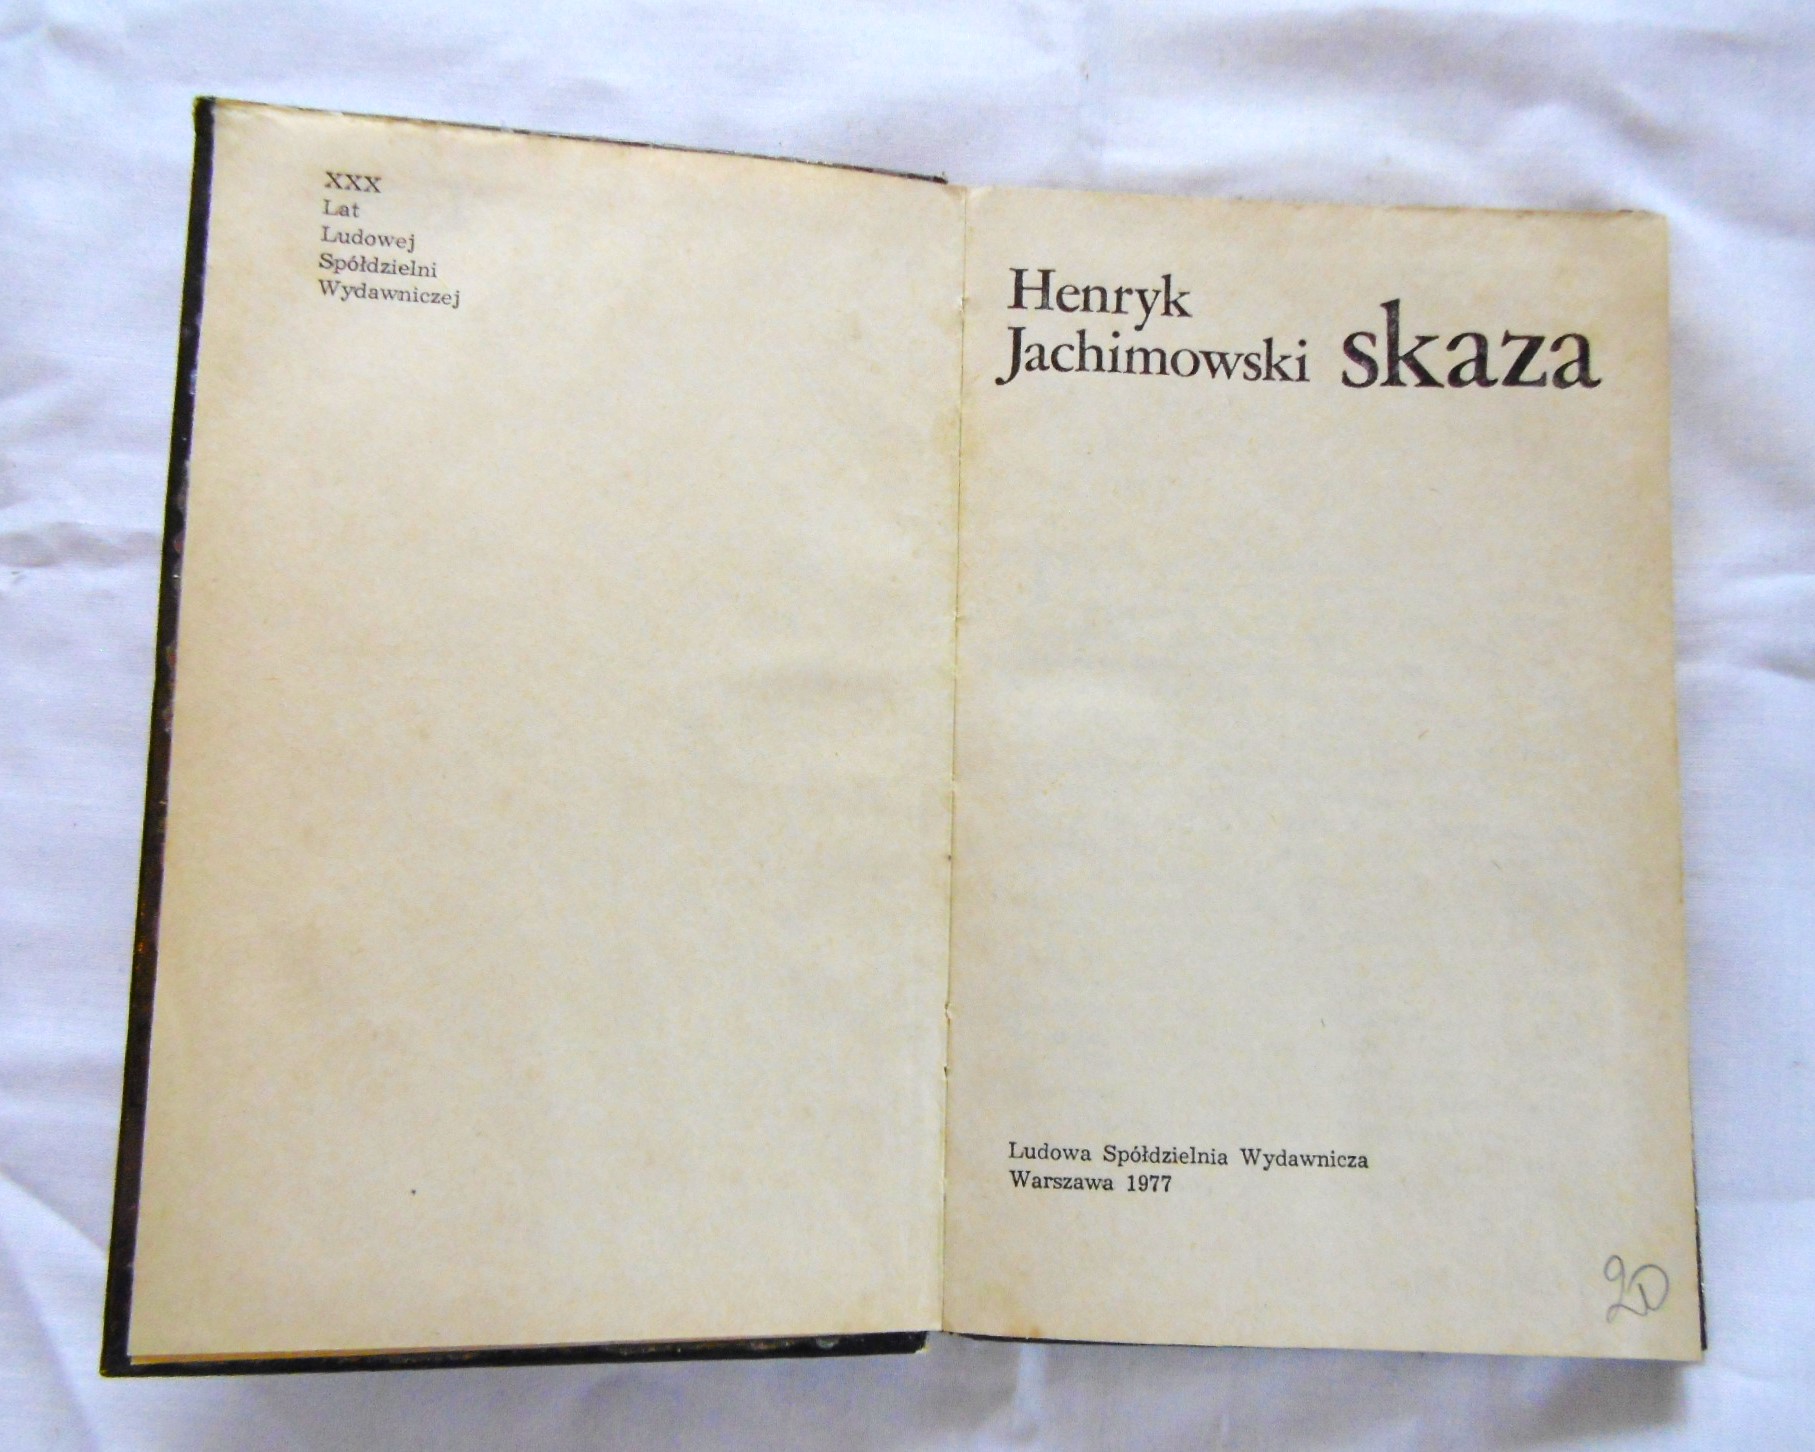 XXX
Lat
Ludowej
Spółdzielni
Wydawniczej
Henryk
Jachimowski skaza
Ludowa Spółdzielnia Wydawnicza
Warszawa 1977
20